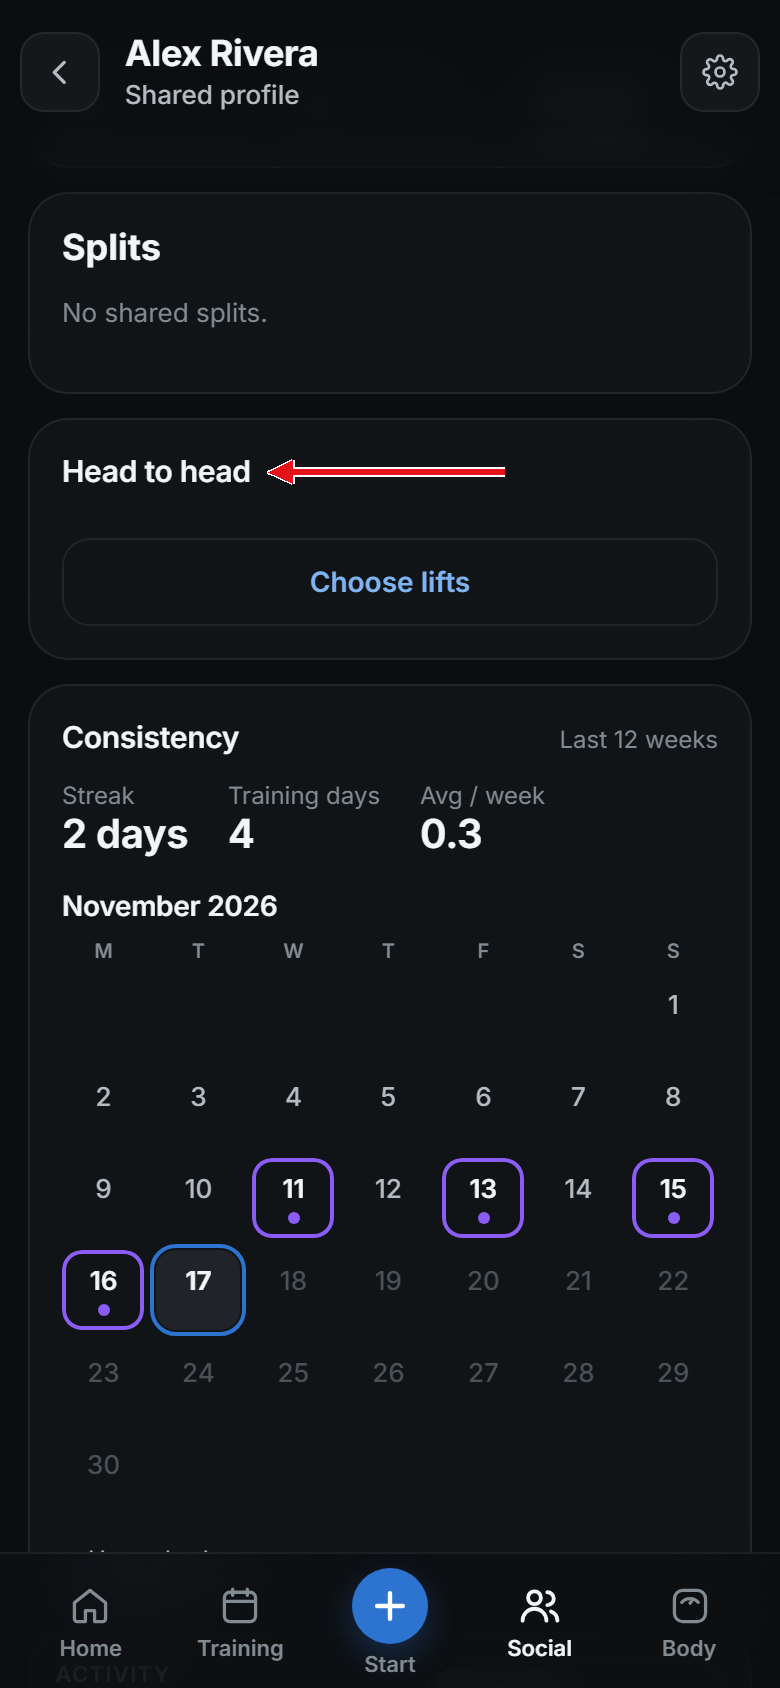 Alex Rivera
Shared profile
Splits
No shared splits.
Head to head
Choose lifts
Consistency
Last 12 weeks
Streak
Training days
Avg / week
2 days
4
0.3
November 2026
M T W T F S S
1
2 3 4 5 6 7 8
9 10 11 12 13 14 15
16 17 18 19 20 21 22
23 24 25 26 27 28 29
30
Home
Training
Start
Social
Body
ACTIVITY